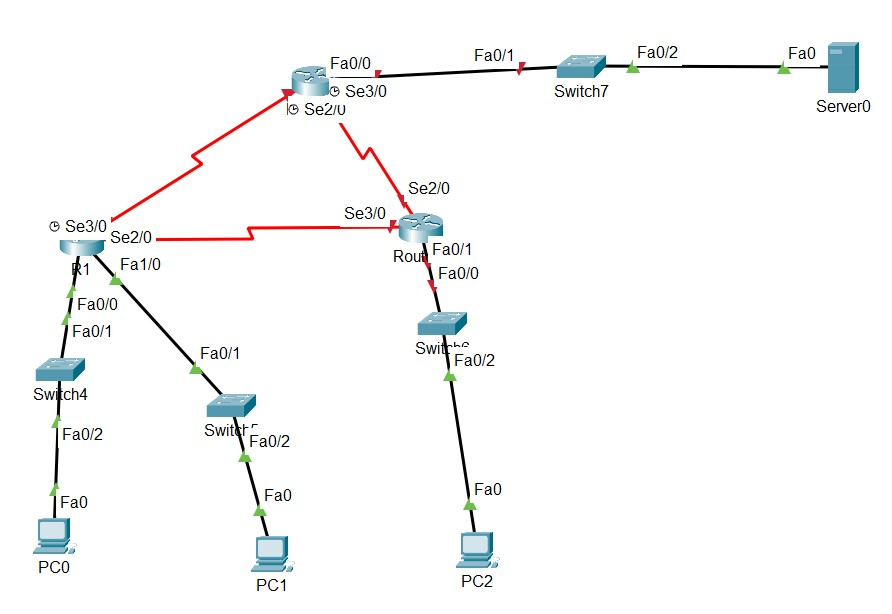 Fa0/0
Fa0/1
Fa0/2
Fa0
Se3/0
Switch7
Server0
Se2/0
Se2/0
Se3/0
Se3/0
Se2/0
Fa0/1
R1
Fa1/0
Fa0/0
Fa0/0
Fa0/1
Fa0/1
Fa0/2
Switch4
Fa0/2
Fa0/2
Fa0
Fa0
Fa0
PC0
PC1
PC2